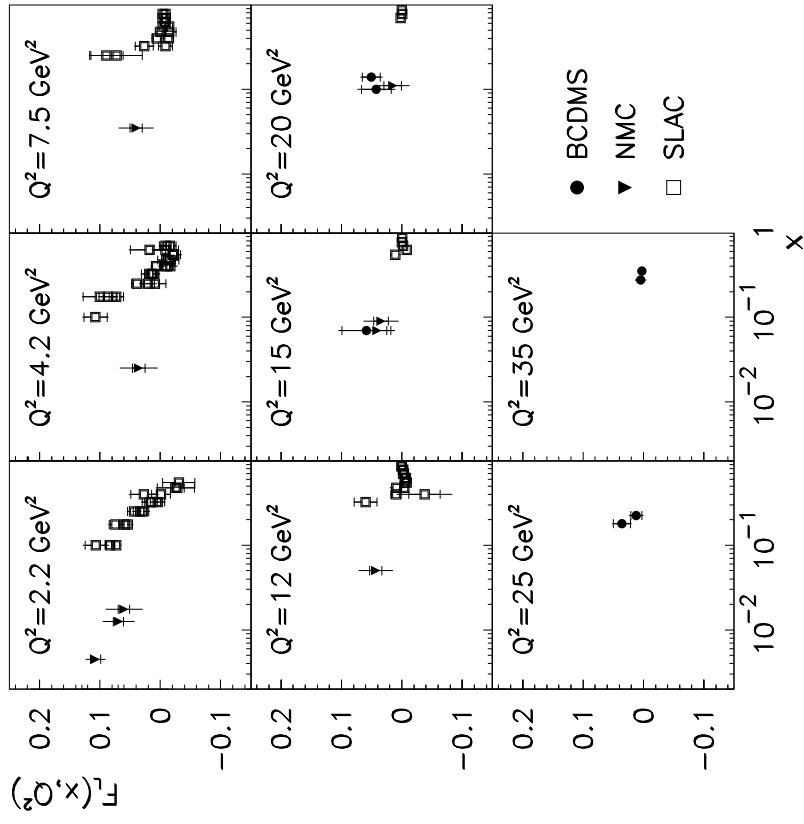 F_L(x,Q²)
Q²=2.2 GeV²
Q²=4.2 GeV²
Q²=7.5 GeV²
0.2
0.1
0
−0.1
Q²=12 GeV²
Q²=15 GeV²
Q²=20 GeV²
0.2
0.1
0
−0.1
Q²=25 GeV²
Q²=35 GeV²
0.2
0.1
0
−0.1
BCDMS
NMC
SLAC
10⁻² 10⁻¹ 10⁻² 10⁻¹ 1
x